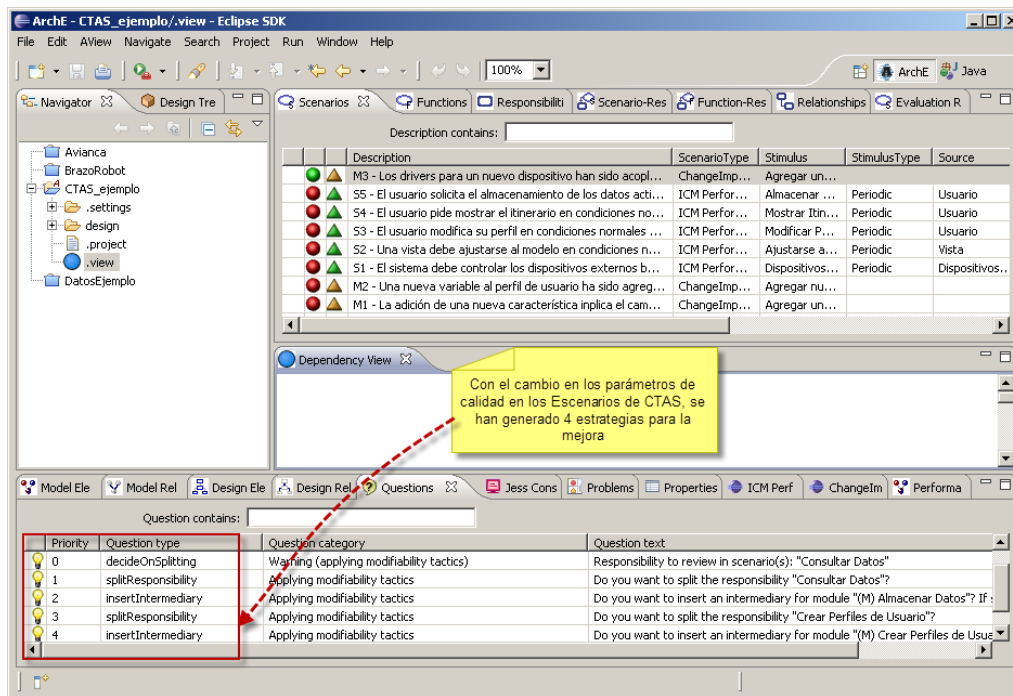 ArchE - CTAS_ejemplo/.view - Eclipse SDK
File Edit AView Navigate Search Project Run Window Help
100%
ArchE Java
Navigator Design Tre
Scenarios Functions Responsibiliti Scenario-Res Function-Res Relationships Evaluation R
Description contains:
Avianca
BrazoRobot
CTAS_ejemplo
.settings
design
.project
.view
DatosEjemplo
Description ScenarioType Stimulus StimulusType Source
M3 - Los drivers para un nuevo dispositivo han sido acopl... ChangeImp... Agregar un...
S5 - El usuario solicita el almacenamiento de los datos acti... ICM Perfor... Almacenar ... Periodic Usuario
S4 - El usuario pide mostrar el itinerario en condiciones no... ICM Perfor... Mostrar Itin... Periodic Usuario
S3 - El usuario modifica su perfil en condiciones normales ... ICM Perfor... Modificar P... Periodic Usuario
S2 - Una vista debe ajustarse al modelo en condiciones n... ICM Perfor... Ajustarse a... Periodic Vista
S1 - El sistema debe controlar los dispositivos externos b... ICM Perfor... Dispositivos... Periodic Dispositivos...
M2 - Una nueva variable al perfil de usuario ha sido agreg... ChangeImp... Agregar nu...
M1 - La adición de una nueva característica inplica el cam... ChangeImp... Agregar un...
Dependency View
Con el cambio en los parámetros de
calidad en los Escenarios de CTAS, se
han generado 4 estrategias para la
mejora
Model Ele Model Rel Design Ele Design Rel Questions Jess Cons Problems Properties ICM Perf ChangeIm Performa
Question contains:
Priority Question type Question category Question text
0 decideOnSplitting Warning (applying modifiability tactics) Responsibility to review in scenario(s): "Consultar Datos"
1 splitResponsibility Applying modifiability tactics Do you want to split the responsibility "Consultar Datos"?
2 insertIntermediary Applying modifiability tactics Do you want to insert an intermediary for module "(M) Almacenar Datos"? If
3 splitResponsibility Applying modifiability tactics Do you want to split the responsibility "Crear Perfiles de Usuario"?
4 insertIntermediary Applying modifiability tactics Do you want to insert an intermediary for module "(M) Crear Perfiles de Usua